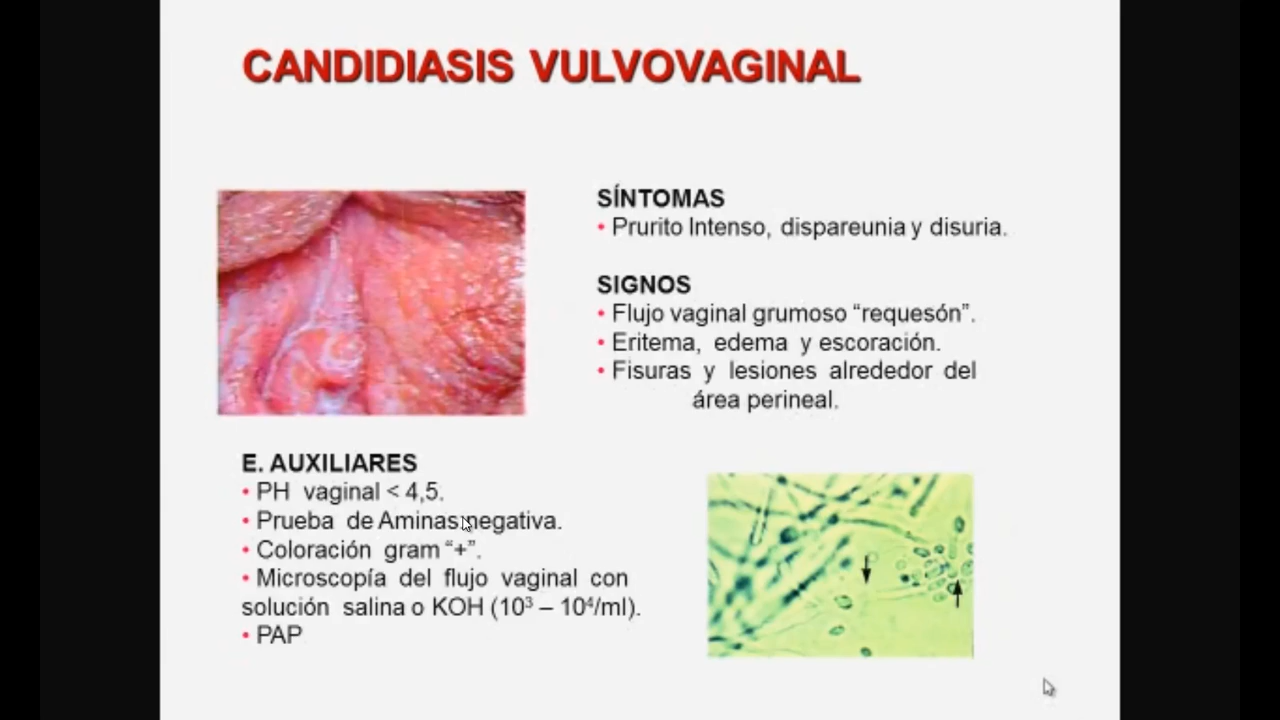 CANDIDIASIS VULVOVAGINAL
SÍNTOMAS
• Prurito Intenso, dispareunia y disuria.
SIGNOS
• Flujo vaginal grumoso “requesón”.
• Eritema, edema y escoración.
• Fisuras y lesiones alrededor del
área perineal.
E. AUXILIARES
• PH vaginal < 4,5.
• Prueba de Aminas negativa.
• Coloración gram “+”.
• Microscopía del flujo vaginal con
solución salina o KOH (10³ – 10⁴/ml).
• PAP